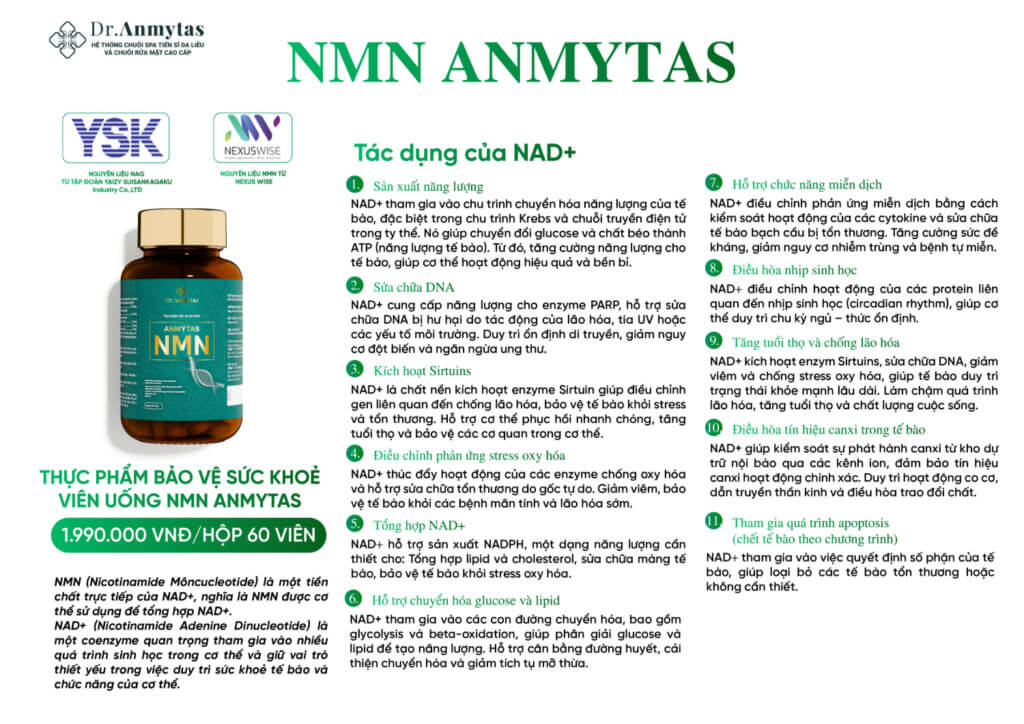 Dr.Anmytas
HỆ THỐNG CHUỖI SPA TIẾN SĨ DA LIỄU
VÀ CHUỖI RỬA MẶT CAO CẤP
NMN ANMYTAS
YSK
NEXUSWISE
NGUYÊN LIỆU NAG
TỪ TẬP ĐOÀN YAIZY SUISANKAGAKU
Industry Co.,LTD
NGUYÊN LIỆU NMN TỪ
NEXUS WISE
Dr.Anmytas
ANMYTAS
NMN
THỰC PHẨM BẢO VỆ SỨC KHOẺ
VIÊN UỐNG NMN ANMYTAS
1.990.000 VNĐ/HỘP 60 VIÊN
NMN (Nicotinamide Môncucleotide) là một tiền
chất trực tiếp của NAD+, nghĩa là NMN được cơ
thể sử dụng để tổng hợp NAD+.
NAD+ (Nicotinamide Adenine Dinucleotide) là
một coenzyme quan trọng tham gia vào nhiều
quá trình sinh học trong cơ thể và giữ vai trò
thiết yếu trong việc duy trì sức khoẻ tế bào và
chức năng của cơ thể.
Tác dụng của NAD+
1. Sản xuất năng lượng
NAD+ tham gia vào chu trình chuyển hóa năng lượng của tế
bào, đặc biệt trong chu trình Krebs và chuỗi truyền điện tử
trong ty thể. Nó giúp chuyển đổi glucose và chất béo thành
ATP (năng lượng tế bào). Từ đó, tăng cường năng lượng cho
tế bào, giúp cơ thể hoạt động hiệu quả và bền bỉ.
2. Sửa chữa DNA
NAD+ cung cấp năng lượng cho enzyme PARP, hỗ trợ sửa
chữa DNA bị hư hại do tác động của lão hóa, tia UV hoặc
các yếu tố môi trường. Duy trì ổn định di truyền, giảm nguy
cơ đột biến và ngăn ngừa ung thư.
3. Kích hoạt Sirtuins
NAD+ là chất nền kích hoạt enzyme Sirtuin giúp điều chỉnh
gen liên quan đến chống lão hóa, bảo vệ tế bào khỏi stress
và tổn thương. Hỗ trợ cơ thể phục hồi nhanh chóng, tăng
tuổi thọ và bảo vệ các cơ quan trong cơ thể.
4. Điều chỉnh phản ứng stress oxy hóa
NAD+ thúc đẩy hoạt động của các enzyme chống oxy hóa
và hỗ trợ sửa chữa tổn thương do gốc tự do. Giảm viêm, bảo
vệ tế bào khỏi các bệnh mãn tính và lão hóa sớm.
5. Tổng hợp NAD+
NAD+ hỗ trợ sản xuất NADPH, một dạng năng lượng cần
thiết cho: Tổng hợp lipid và cholesterol, sửa chữa màng tế
bào, bảo vệ tế bào khỏi stress oxy hóa.
6. Hỗ trợ chuyển hóa glucose và lipid
NAD+ tham gia vào các con đường chuyển hóa, bao gồm
glycolysis và beta-oxidation, giúp phân giải glucose và
lipid để tạo năng lượng. Hỗ trợ cân bằng đường huyết, cải
thiện chuyển hóa và giảm tích tụ mỡ thừa.
7. Hỗ trợ chức năng miễn dịch
NAD+ điều chỉnh phản ứng miễn dịch bằng cách
kiểm soát hoạt động của các cytokine và sửa chữa
tế bào bạch cầu bị tổn thương. Tăng cường sức đề
kháng, giảm nguy cơ nhiễm trùng và bệnh tự miễn.
8. Điều hòa nhịp sinh học
NAD+ điều chỉnh hoạt động của các protein liên
quan đến nhịp sinh học (circadian rhythm), giúp cơ
thể duy trì chu kỳ ngủ – thức ổn định.
9. Tăng tuổi thọ và chống lão hóa
NAD+ kích hoạt enzym Sirtuins, sửa chữa DNA, giảm
viêm và chống stress oxy hóa, giúp tế bào duy trì
trạng thái khỏe mạnh lâu dài. Làm chậm quá trình
lão hóa, tăng tuổi thọ và chất lượng cuộc sống.
10. Điều hòa tín hiệu canxi trong tế bào
NAD+ giúp kiểm soát sự phát hành canxi từ kho dự
trữ nội bào qua các kênh ion, đảm bảo tín hiệu
canxi hoạt động chính xác. Duy trì hoạt động co cơ,
dẫn truyền thần kinh và điều hòa trao đổi chất.
11. Tham gia quá trình apoptosis
(chết tế bào theo chương trình)
NAD+ tham gia vào việc quyết định số phận của tế
bào, giúp loại bỏ các tế bào tổn thương hoặc
không cần thiết.